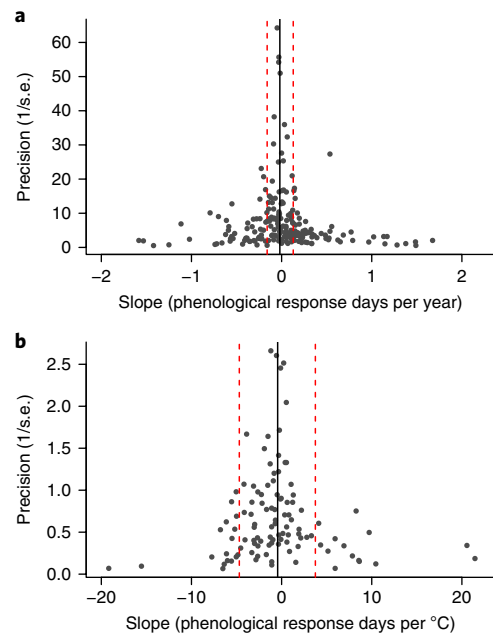 a
60
50
40
30
20
10
0
Precision (1/s.e.)
−2 −1 0 1 2
Slope (phenological response days per year)
b
2.5
2.0
1.5
1.0
0.5
0.0
Precision (1/s.e.)
−20 −10 0 10 20
Slope (phenological response days per °C)